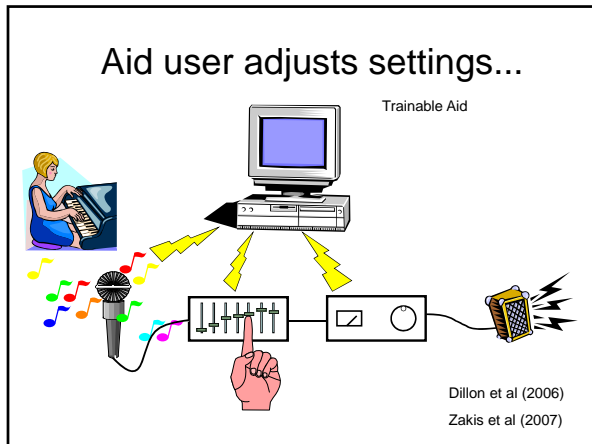 Aid user adjusts settings...
Trainable Aid
Dillon et al (2006)
Zakis et al (2007)